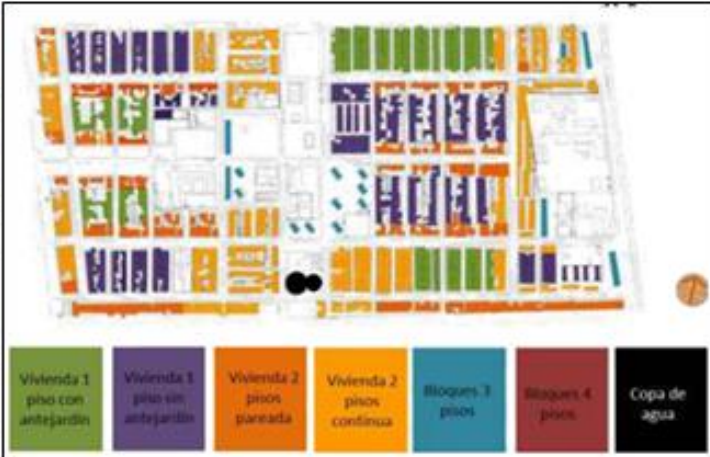 Vivienda 1
piso con
antejardín
Vivienda 1
piso sin
antejardín
Vivienda 2
pisos
pareada
Vivienda 2
pisos
contínua
Bloques 3
pisos
Bloques 4
pisos
Copa de
agua